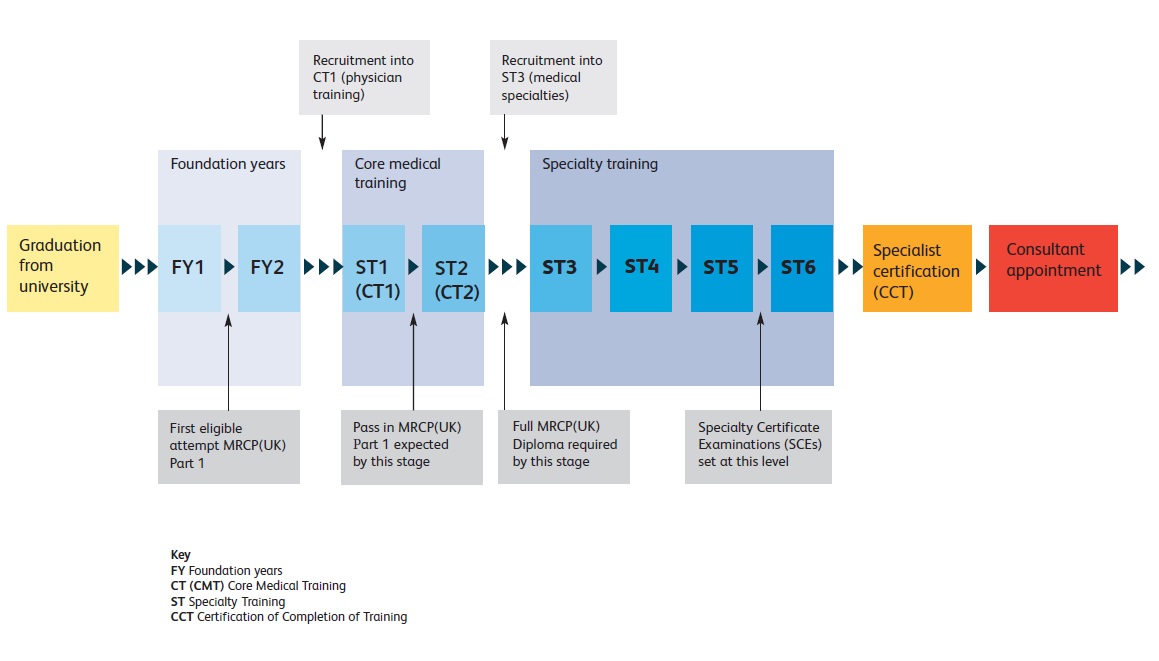 Recruitment into
CT1 (physician
training)
Recruitment into
ST3 (medical
specialties)
Foundation years
Core medical
training
Specialty training
Graduation
from
university
FY1
FY2
ST1
(CT1)
ST2
(CT2)
ST3
ST4
ST5
ST6
Specialist
certification
(CCT)
Consultant
appointment
First eligible
attempt MRCP(UK)
Part 1
Pass in MRCP(UK)
Part 1 expected
by this stage
Full MRCP(UK)
Diploma required
by this stage
Specialty Certificate
Examinations (SCEs)
set at this level
Key
FY Foundation years
CT (CMT) Core Medical Training
ST Specialty Training
CCT Certification of Completion of Training